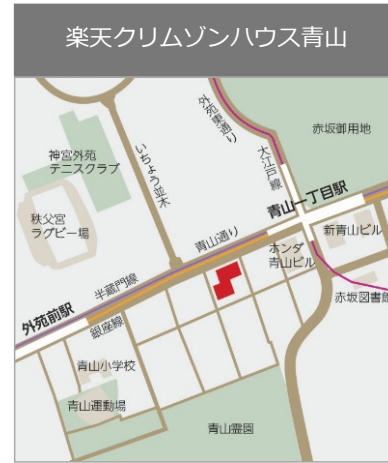 楽天クリムゾンハウス青山
外苑東通り
大江戸線
赤坂御用地
神宮外苑
テニスクラブ
いちょう並木
秩父宮
ラグビー場
青山一丁目駅
新青山ビル
青山通り
ホンダ
青山ビル
半蔵門線
赤坂図書館
外苑前駅
銀座線
青山小学校
青山運動場
青山霊園